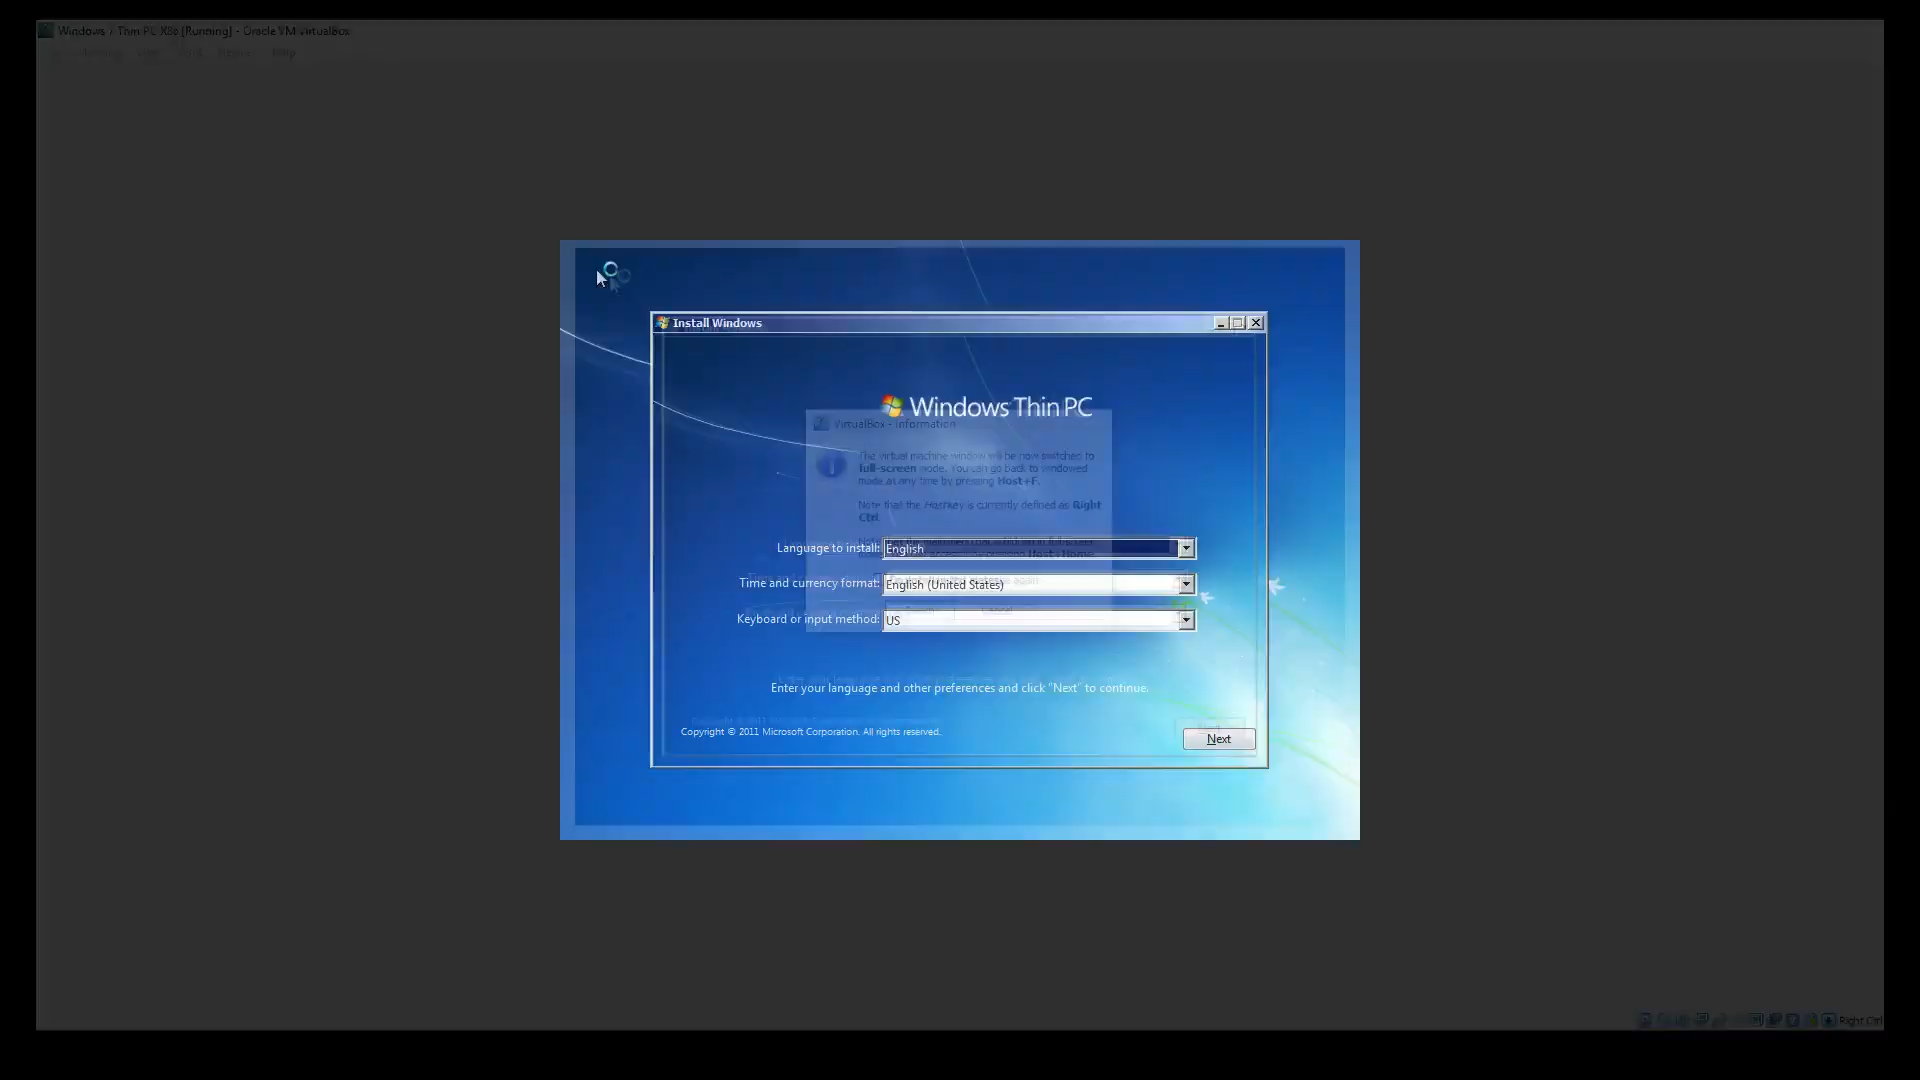 Windows 7 Thin PC X86 [Running] - Oracle VM VirtualBox
Help
Install Windows
Windows Thin PC
VirtualBox - Information
The virtual machine window will be now switched to
full-screen mode. You can go back to windowed
mode at any time by pressing Host+F.
Note that the Host key is currently defined as Right
Ctrl.
Language to install: English
Time and currency format: English (United States)
Keyboard or input method: US
Cancel
Enter your language and other preferences and click "Next" to continue.
Copyright © 2011 Microsoft Corporation. All rights reserved.
Next
Right Ctrl